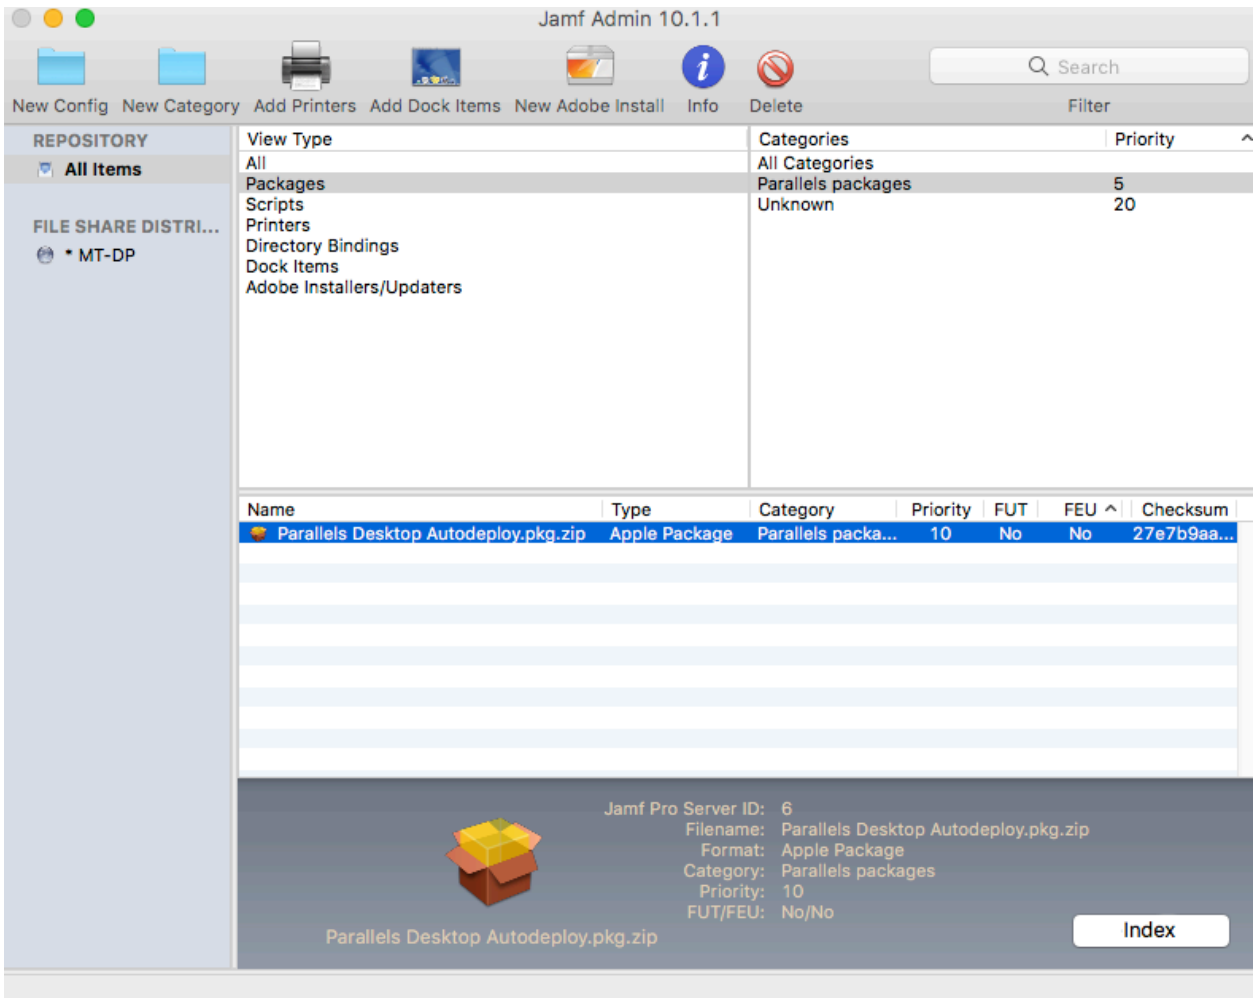 Jamf Admin 10.1.1
Search
New Config New Category Add Printers Add Dock Items New Adobe Install Info Delete Filter
REPOSITORY
All Items
FILE SHARE DISTRI...
* MT-DP
View Type
All
Packages
Scripts
Printers
Directory Bindings
Dock Items
Adobe Installers/Updaters
Categories Priority
All Categories
Parallels packages 5
Unknown 20
Name Type Category Priority FUT FEU Checksum
Parallels Desktop Autodeploy.pkg.zip Apple Package Parallels packa... 10 No No 27e7b9aa...
Jamf Pro Server ID: 6
Filename: Parallels Desktop Autodeploy.pkg.zip
Format: Apple Package
Category: Parallels packages
Priority: 10
FUT/FEU: No/No
Parallels Desktop Autodeploy.pkg.zip
Index